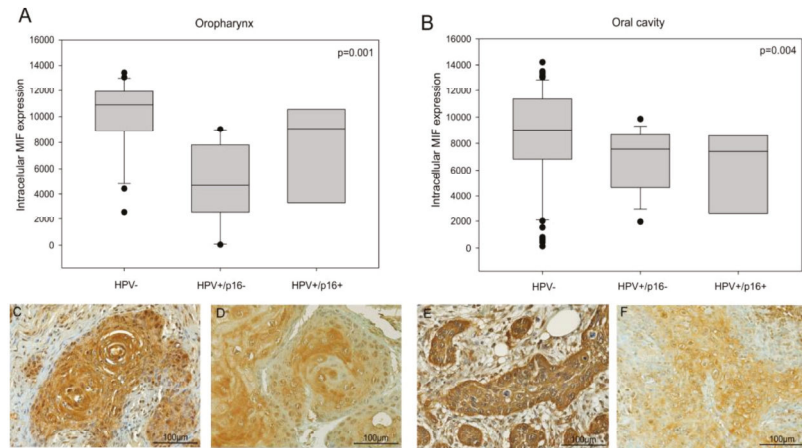 A
Oropharynx
p=0.001
Intracelular MIF expression
16000
14000
12000
10000
8000
6000
4000
2000
0
HPV-
HPV+/p16-
HPV+/p16+
B
Oral cavity
p=0.004
Intracellular MIF expression
16000
14000
12000
10000
8000
6000
4000
2000
0
HPV-
HPV+/p16-
HPV+/p16+
C
100µm
D
100µm
E
100µm
F
100µm